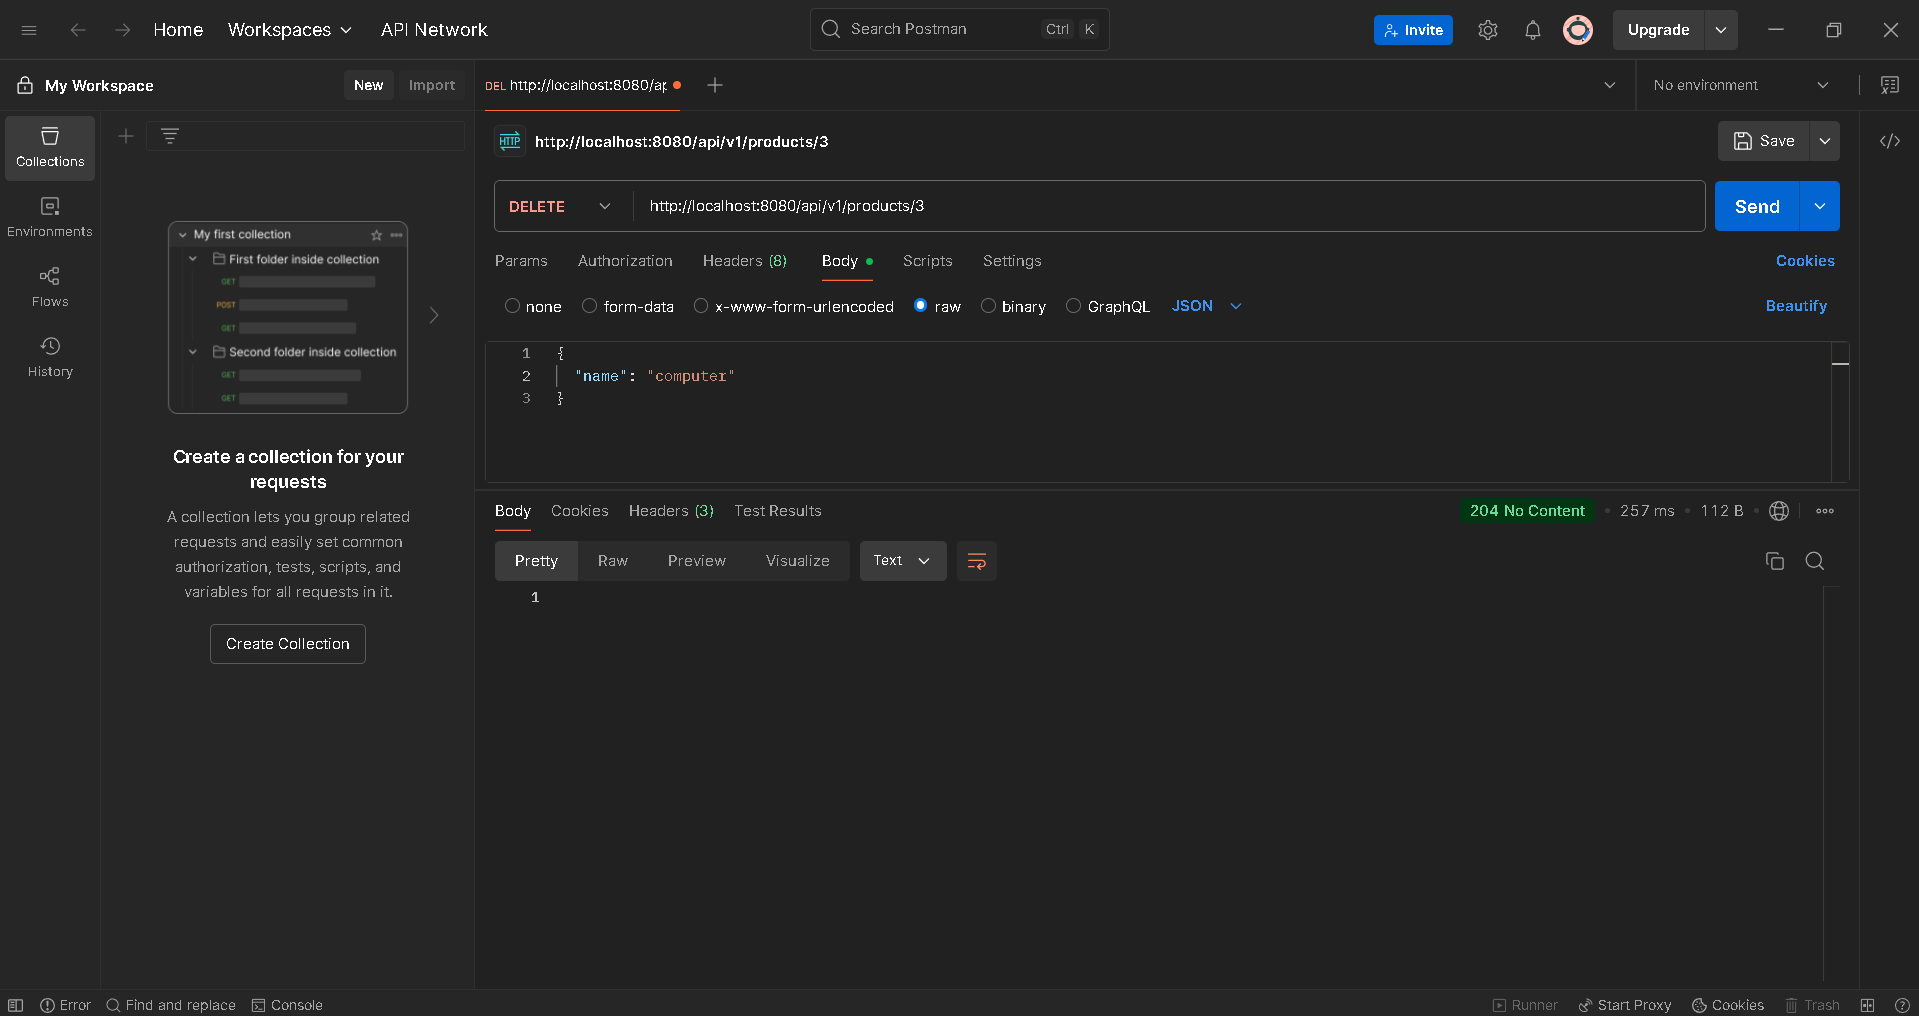 Home
Workspaces
API Network
Search Postman
Ctrl K
Invite
Upgrade
My Workspace
New
Import
DEL http://localhost:8080/ap
No environment
Collections
Environments
Flows
History
My first collection
First folder inside collection
GET
POST
GET
Second folder inside collection
GET
GET
Create a collection for your
requests
A collection lets you group related
requests and easily set common
authorization, tests, scripts, and
variables for all requests in it.
Create Collection
HTTP http://localhost:8080/api/v1/products/3
Save
DELETE
http://localhost:8080/api/v1/products/3
Send
Params
Authorization
Headers (8)
Body
Scripts
Settings
Cookies
none
form-data
x-www-form-urlencoded
raw
binary
GraphQL
JSON
Beautify
1 {
2 "name": "computer"
3 }
Body
Cookies
Headers (3)
Test Results
204 No Content
257 ms
112 B
Pretty
Raw
Preview
Visualize
Text
1
Error
Find and replace
Console
Runner
Start Proxy
Cookies
Trash